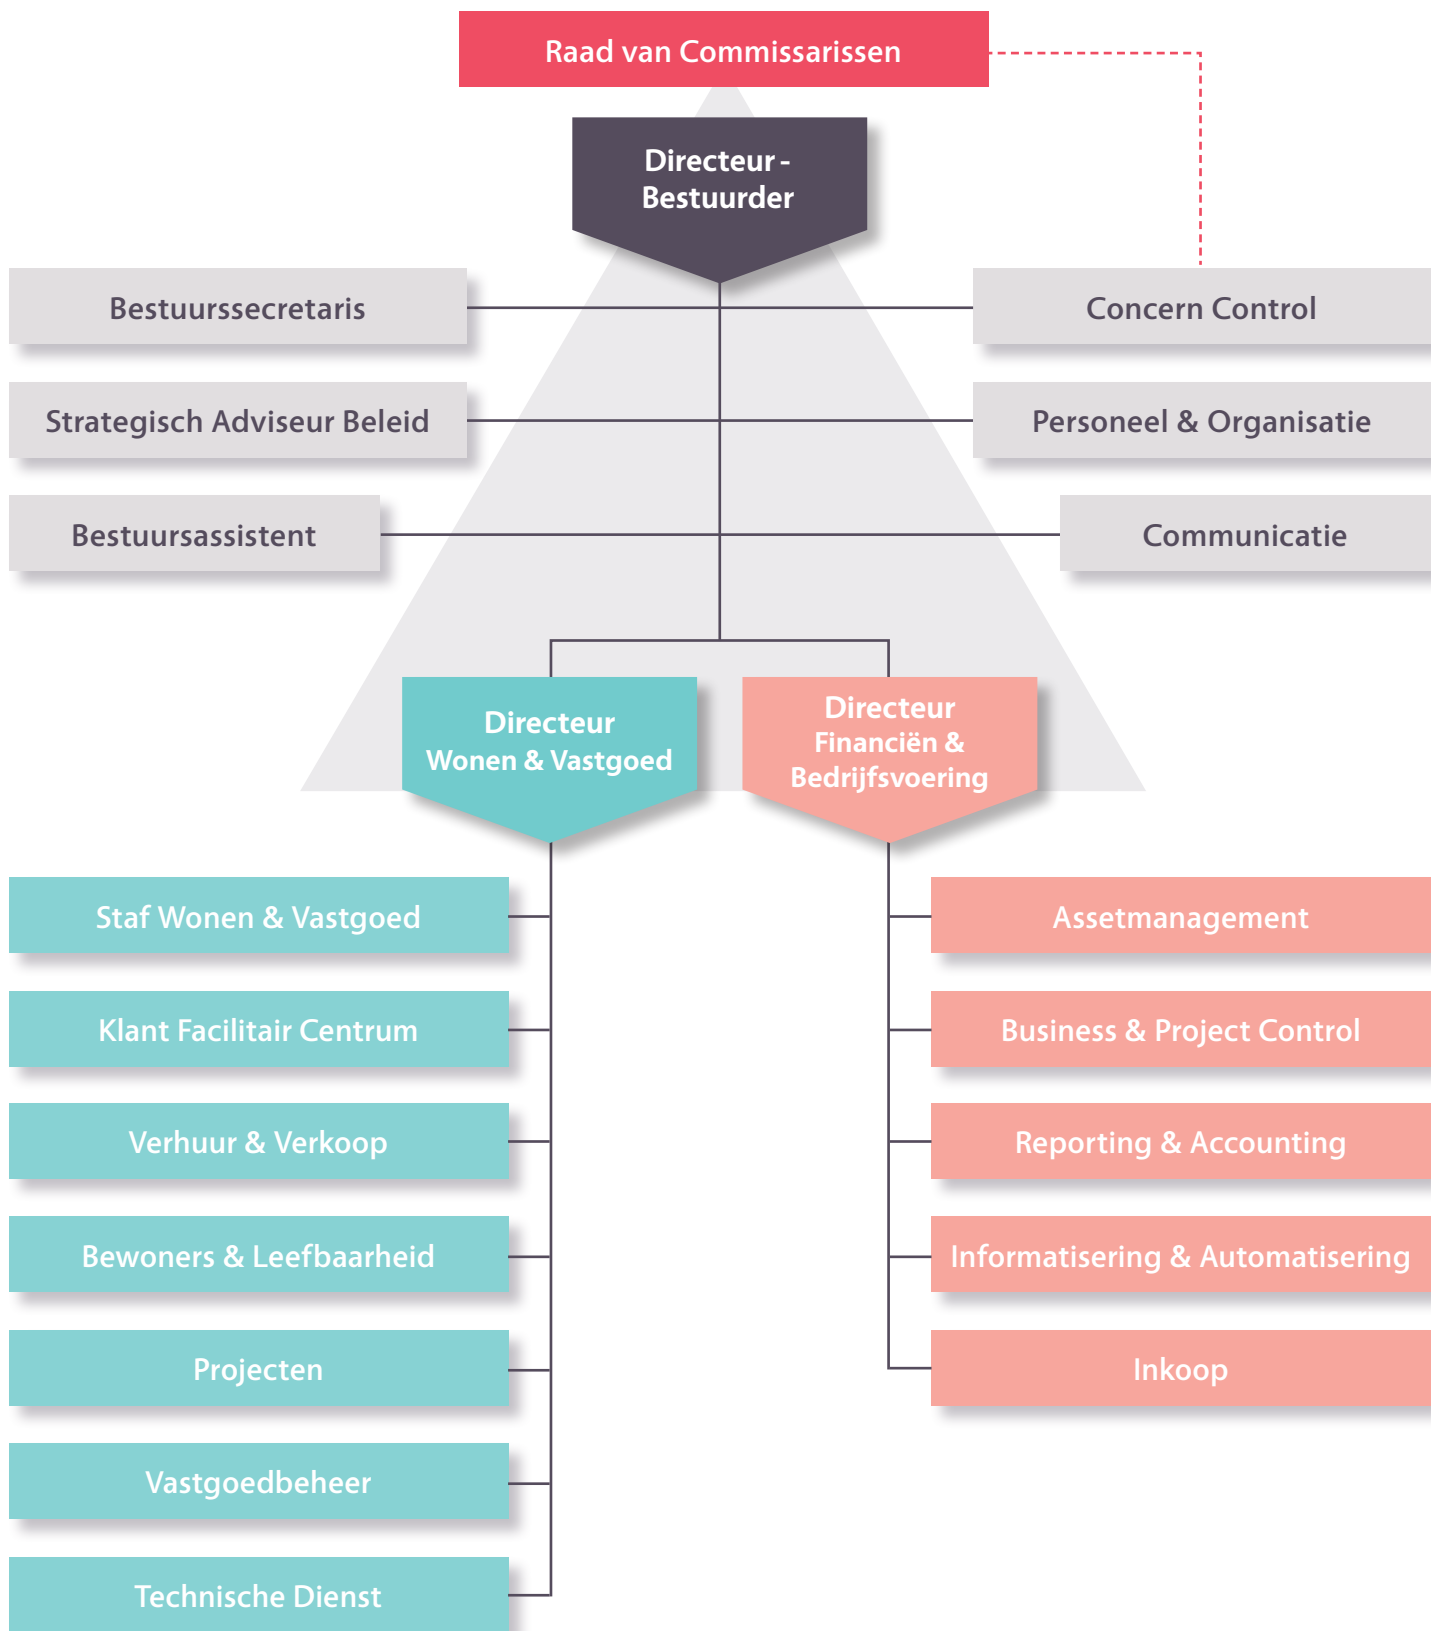 Raad van Commissarissen
Directeur -
Bestuurder
Bestuurssecretaris
Concern Control
Strategisch Adviseur Beleid
Personeel & Organisatie
Bestuursassistent
Communicatie
Directeur
Wonen & Vastgoed
Directeur
Financiën &
Bedrijfsvoering
Staf Wonen & Vastgoed
Klant Facilitair Centrum
Verhuur & Verkoop
Bewoners & Leefbaarheid
Projecten
Vastgoedbeheer
Technische Dienst
Assetmanagement
Business & Project Control
Reporting & Accounting
Informatisering & Automatisering
Inkoop